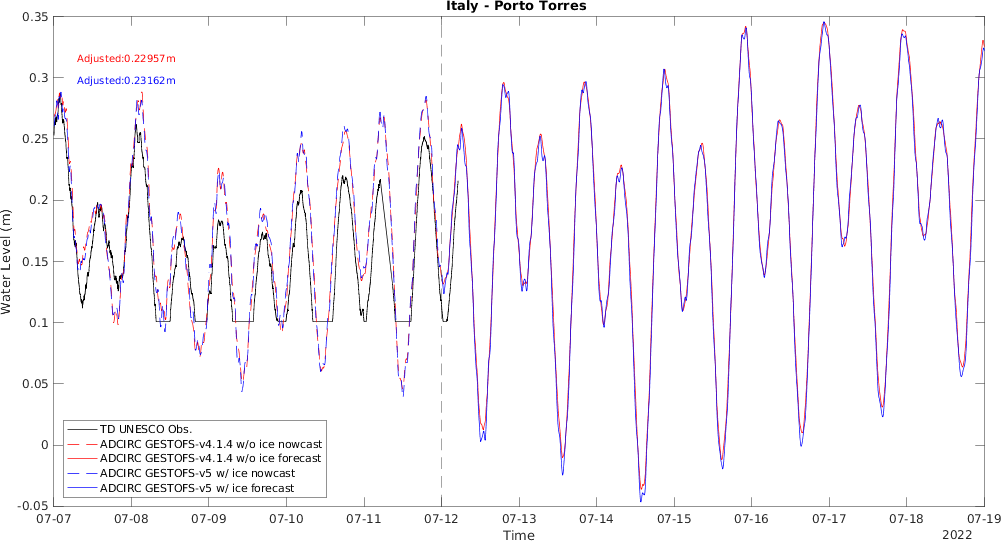 Italy - Porto Torres
Adjusted:0.22957m
Adjusted:0.23162m
Water Level (m)
0.35
0.3
0.25
0.2
0.15
0.1
0.05
0
-0.05
TD UNESCO Obs.
ADCIRC GESTOFS-v4.1.4 w/o ice nowcast
ADCIRC GESTOFS-v4.1.4 w/o ice forecast
ADCIRC GESTOFS-v5 w/ ice nowcast
ADCIRC GESTOFS-v5 w/ ice forecast
07-07 07-08 07-09 07-10 07-11 07-12 07-13 07-14 07-15 07-16 07-17 07-18 07-19
Time
2022